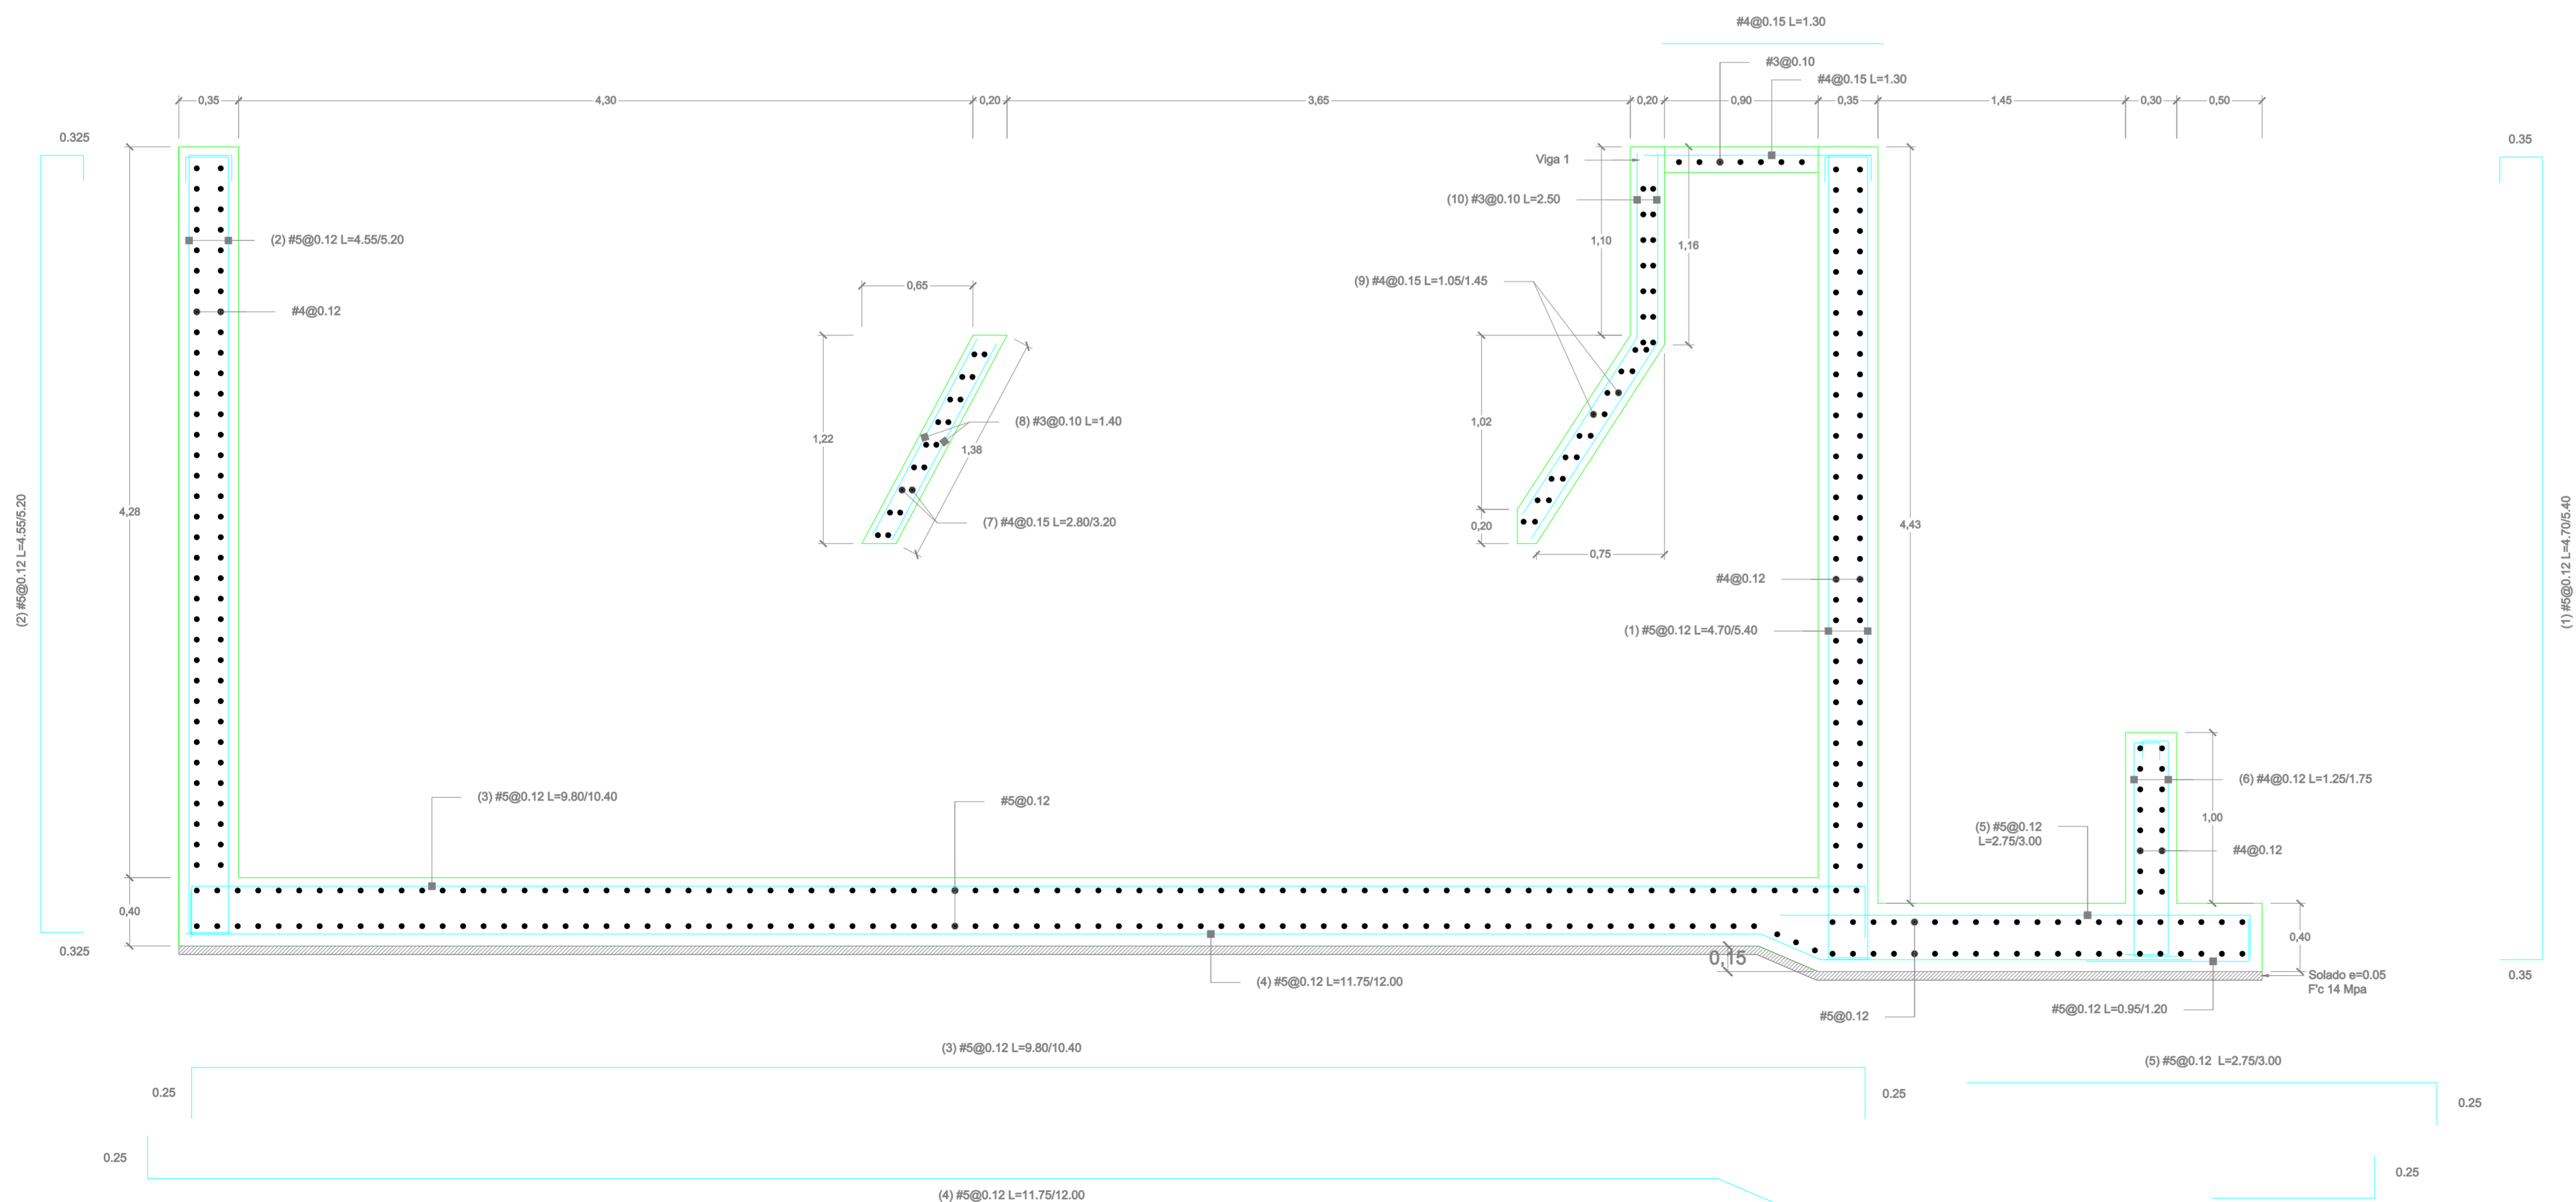 #4@0.15 L=1.30
#3@0.10
#4@0.15 L=1.30
0,35
4,30
0,20
3,65
0,20
0,90
0,35
1,45
0,30
0,50
0.325
0.35
Viga 1
(10) #3@0.10 L=2.50
(2) #5@0.12 L=4.55/5.20
1,10
1,16
(9) #4@0.15 L=1.05/1.45
0,65
#4@0.12
(8) #3@0.10 L=1.40
1,02
1,22
1,38
4,28
(7) #4@0.15 L=2.80/3.20
0,20
4,43
0,75
(2) #5@0.12 L=4.55/5.20
(1) #5@0.12 L=4.70/5.40
#4@0.12
(1) #5@0.12 L=4.70/5.40
(6) #4@0.12 L=1.25/1.75
(3) #5@0.12 L=9.80/10.40
#5@0.12
1,00
(5) #5@0.12
L=2.75/3.00
#4@0.12
0,40
0,40
0.325
0,15
0.35
Solado e=0.05
F'c 14 Mpa
(4) #5@0.12 L=11.75/12.00
#5@0.12
#5@0.12 L=0.95/1.20
(3) #5@0.12 L=9.80/10.40
(5) #5@0.12 L=2.75/3.00
0.25
0.25
0.25
0.25
0.25
(4) #5@0.12 L=11.75/12.00